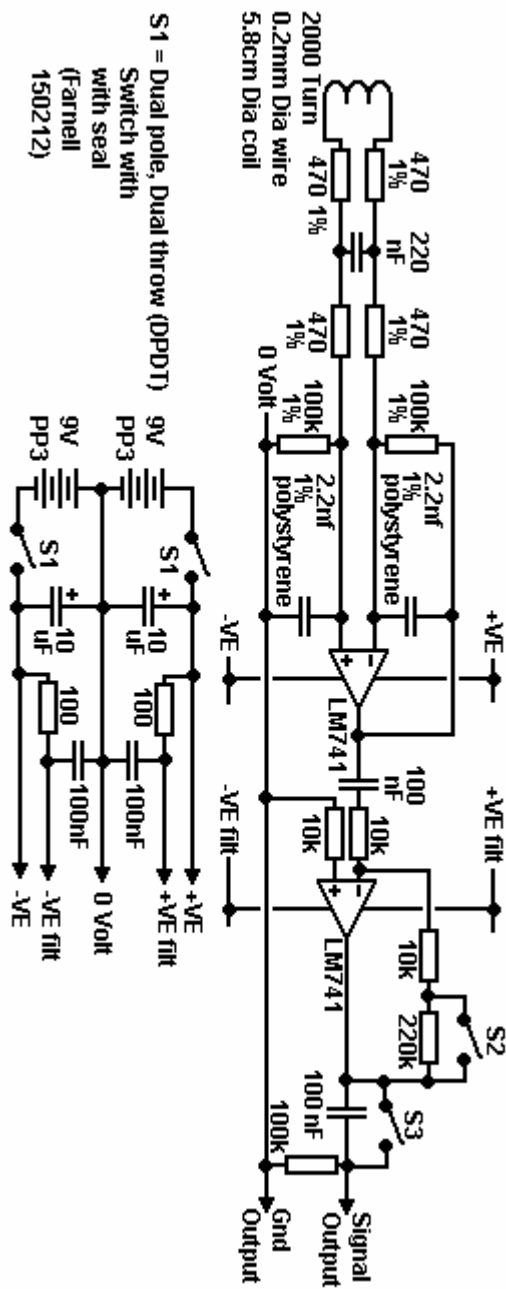 2000 Turn
0.2mm Dia wire
5.8cm Dia coil
470
1%
470 1%
220
nF
470
1%
470
1%
100k
1%
100k
1%
0 Volt
2.2nf
1%
polystyrene
2.2nf
1%
polystyrene
+VE
-VE
LM741
100
nF
10k
10k
+VE filt
-VE filt
LM741
10k
220k
S2
S3
100 nF
100k
Signal
Output
Gnd
Output
S1 = Dual pole, Dual throw (DPDT)
Switch with
with seal
(Farnell
150212)
9V
PP3
9V
PP3
S1
S1
+
10
uF
+
10
uF
100
100
100nF
100nF
+VE
+VE filt
0 Volt
-VE filt
-VE